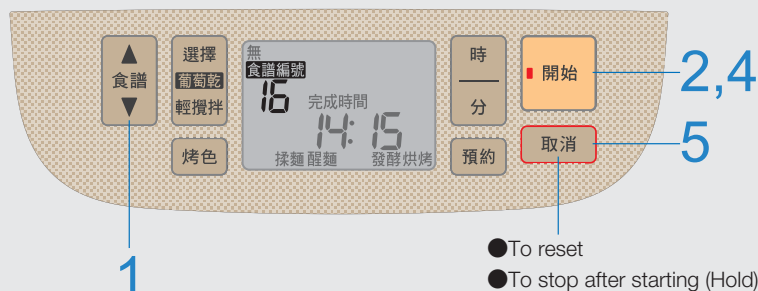 ▲
食譜
▼
選擇
葡萄乾
輕攪拌
烤色
無
食譜編號
16
完成時間
14:15
揉麵 醒麵 發酵 烘烤
時
分
預約
開始
取消
2,4
5
1
●To reset
●To stop after starting (Hold)